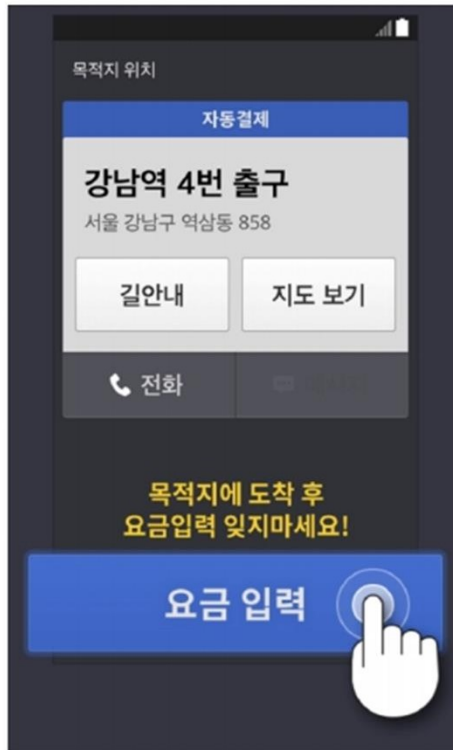 목적지 위치
자동결제
강남역 4번 출구
서울 강남구 역삼동 858
길안내
지도 보기
전화
목적지에 도착 후
요금입력 잊지마세요!
요금 입력